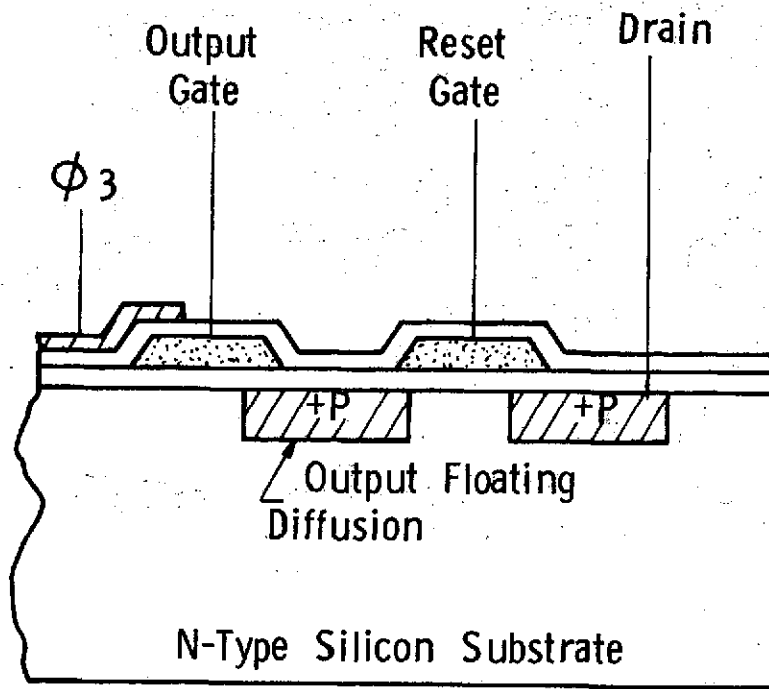 Output
Gate
Reset
Gate
Drain
ϕ3
+P
+P
Output Floating
Diffusion
N-Type Silicon Substrate